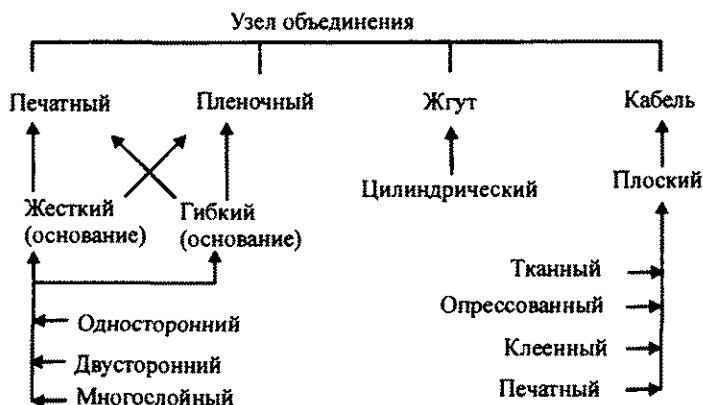 Узел объединения
Печатный Пленочный Жгут Кабель
Цилиндрический Плоский
Жесткий Гибкий
(основание) (основание)
Тканный
Опрессованный
Односторонний
Клеенный
Двусторонний
Печатный
Многослойный